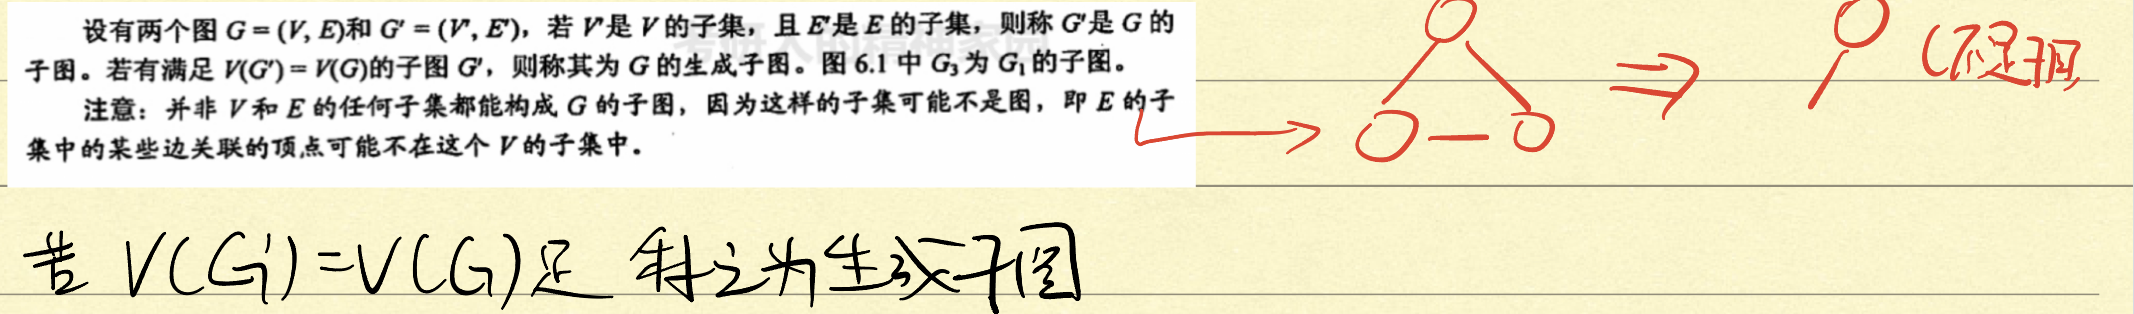 设有两个图 G = (V, E)和 G' = (V', E')，若 V'是 V 的子集，且 E'是 E 的子集，则称 G'是 G 的
子图。若有满足 V(G') = V(G)的子图 G'，则称其为 G 的生成子图。图 6.1 中 G₃为 G₁的子图。
注意：并非 V 和 E 的任何子集都能构成 G 的子图，因为这样的子集可能不是图，即 E 的子
集中的某些边关联的顶点可能不在这个 V 的子集中。
(不是子图
若 V(G')=V(G)是 称之为生成子图